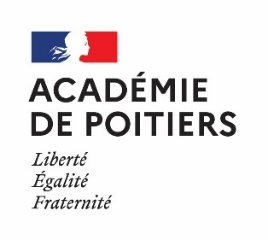 ACADÉMIE
DE POITIERS
Liberté
Égalité
Fraternité